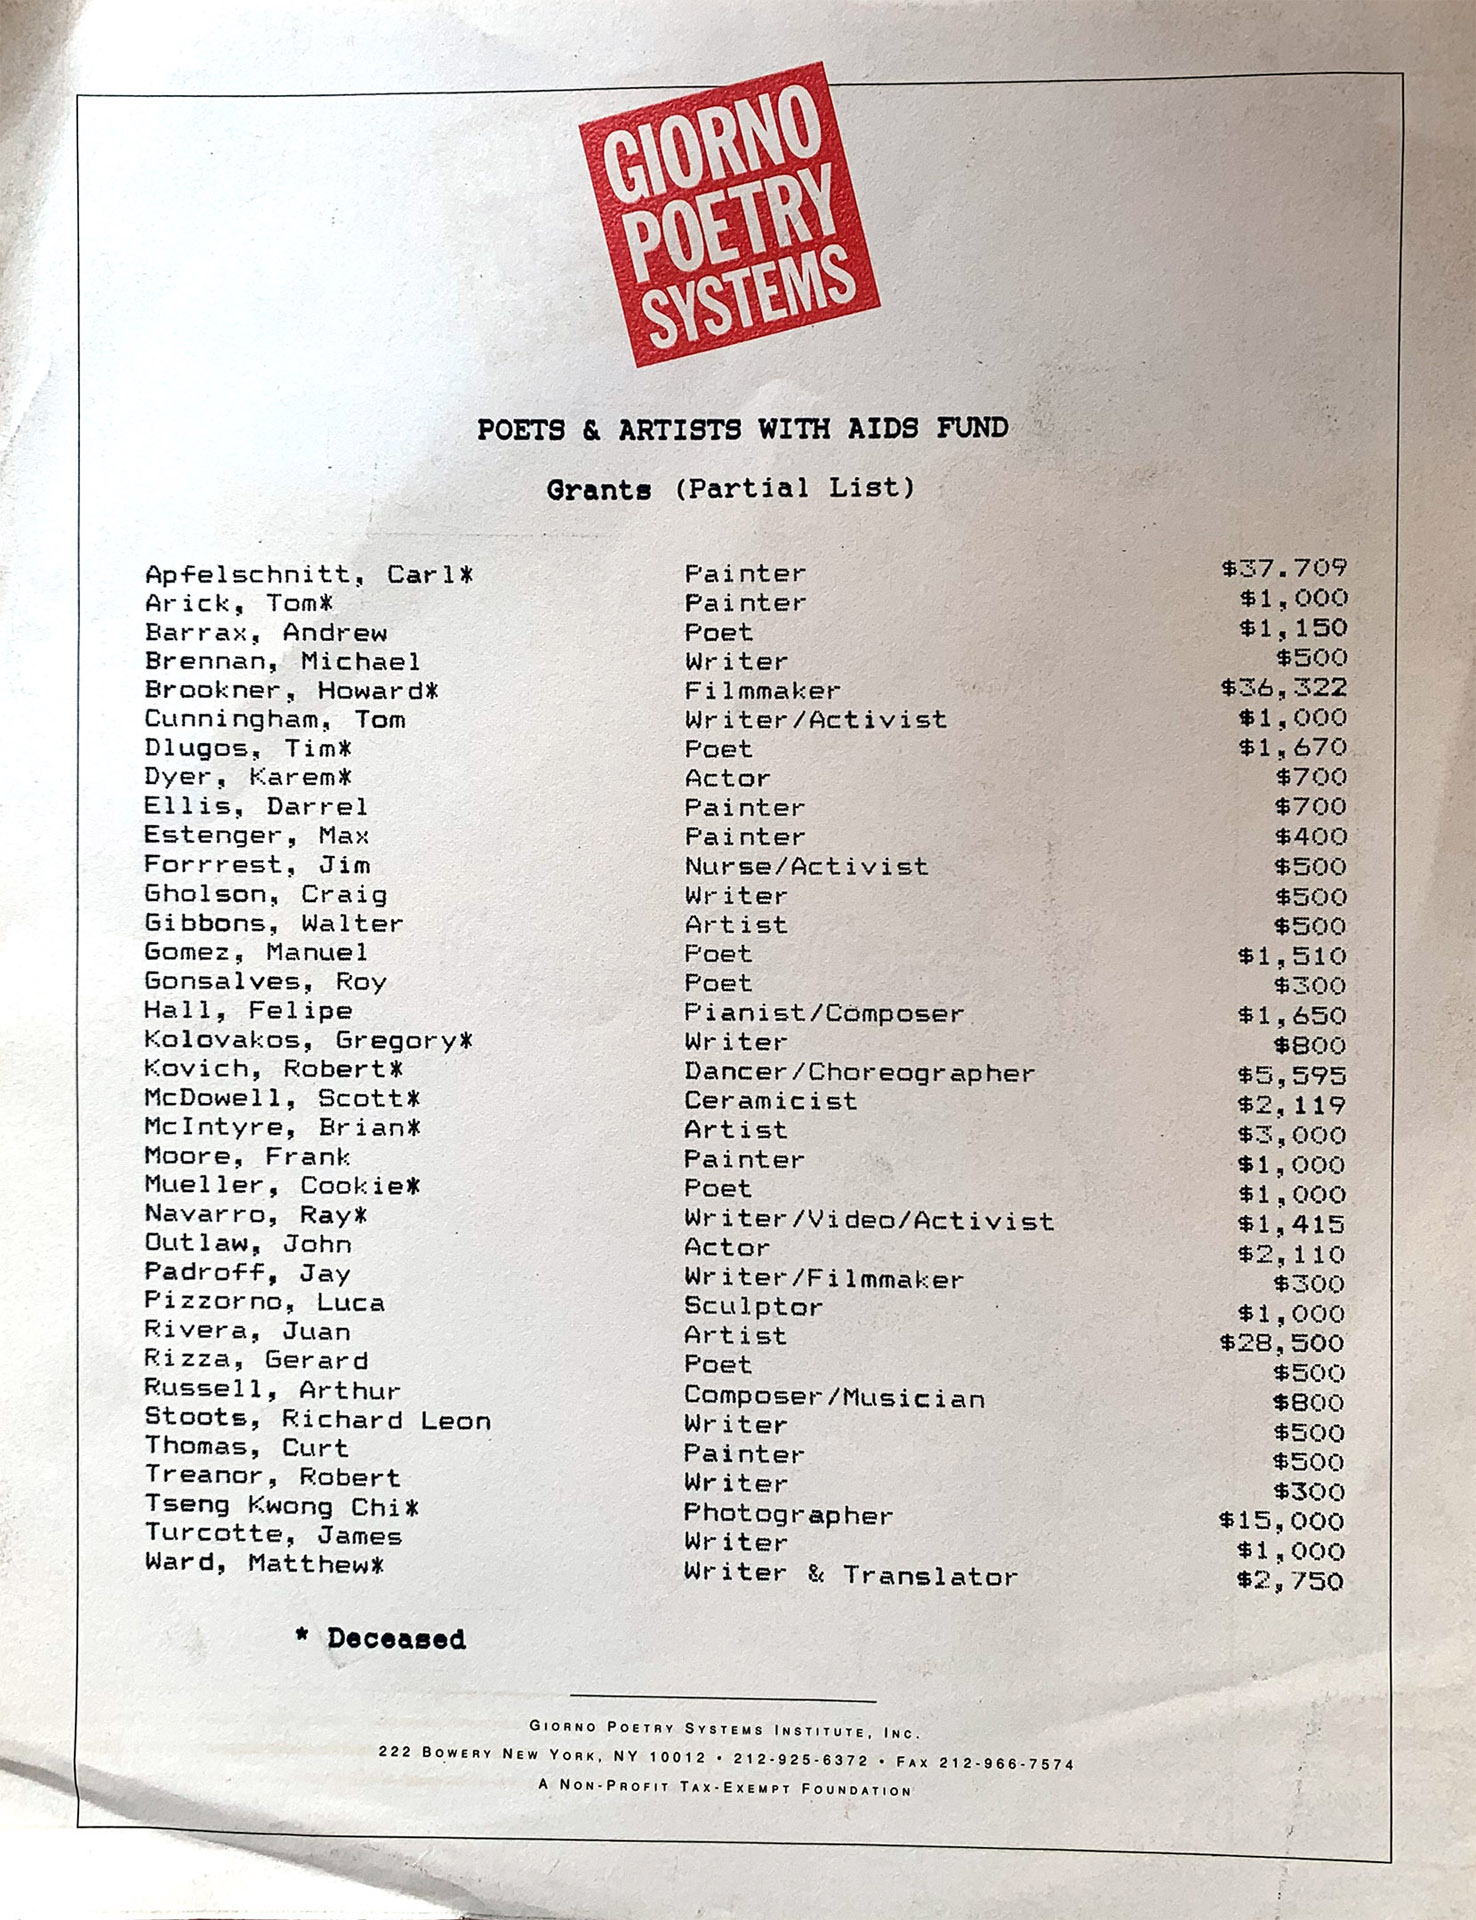 GIORNO
POETRY
SYSTEMS
POETS & ARTISTS WITH AIDS FUND
Grants (Partial List)
Apfelschnitt, Carl* Painter $37.709
Arick, Tom* Painter $1,000
Barrax, Andrew Poet $1,150
Brennan, Michael Writer $500
Brookner, Howard* Filmmaker $36,322
Cunningham, Tom Writer/Activist $1,000
Dlugos, Tim* Poet $1,670
Dyer, Karem* Actor $700
Ellis, Darrel Painter $700
Estenger, Max Painter $400
Forrrest, Jim Nurse/Activist $500
Gholson, Craig Writer $500
Gibbons, Walter Artist $500
Gomez, Manuel Poet $1,510
Gonsalves, Roy Poet $300
Hall, Felipe Pianist/Composer $1,650
Kolovakos, Gregory* Writer $800
Kovich, Robert* Dancer/Choreographer $5,595
McDowell, Scott* Ceramicist $2,119
McIntyre, Brian* Artist $3,000
Moore, Frank Painter $1,000
Mueller, Cookie* Poet $1,000
Navarro, Ray* Writer/Video/Activist $1,415
Outlaw, John Actor $2,110
Padroff, Jay Writer/Filmmaker $300
Pizzorno, Luca Sculptor $1,000
Rivera, Juan Artist $28,500
Rizza, Gerard Poet $500
Russell, Arthur Composer/Musician $800
Stoots, Richard Leon Writer $500
Thomas, Curt Painter $500
Treanor, Robert Writer $300
Tseng Kwong Chi* Photographer $15,000
Turcotte, James Writer $1,000
Ward, Matthew* Writer & Translator $2,750
* Deceased
GIORNO POETRY SYSTEMS INSTITUTE, INC.
222 BOWERY NEW YORK, NY 10012 • 212-925-6372 • FAX 212-966-7574
A NON-PROFIT TAX-EXEMPT FOUNDATION